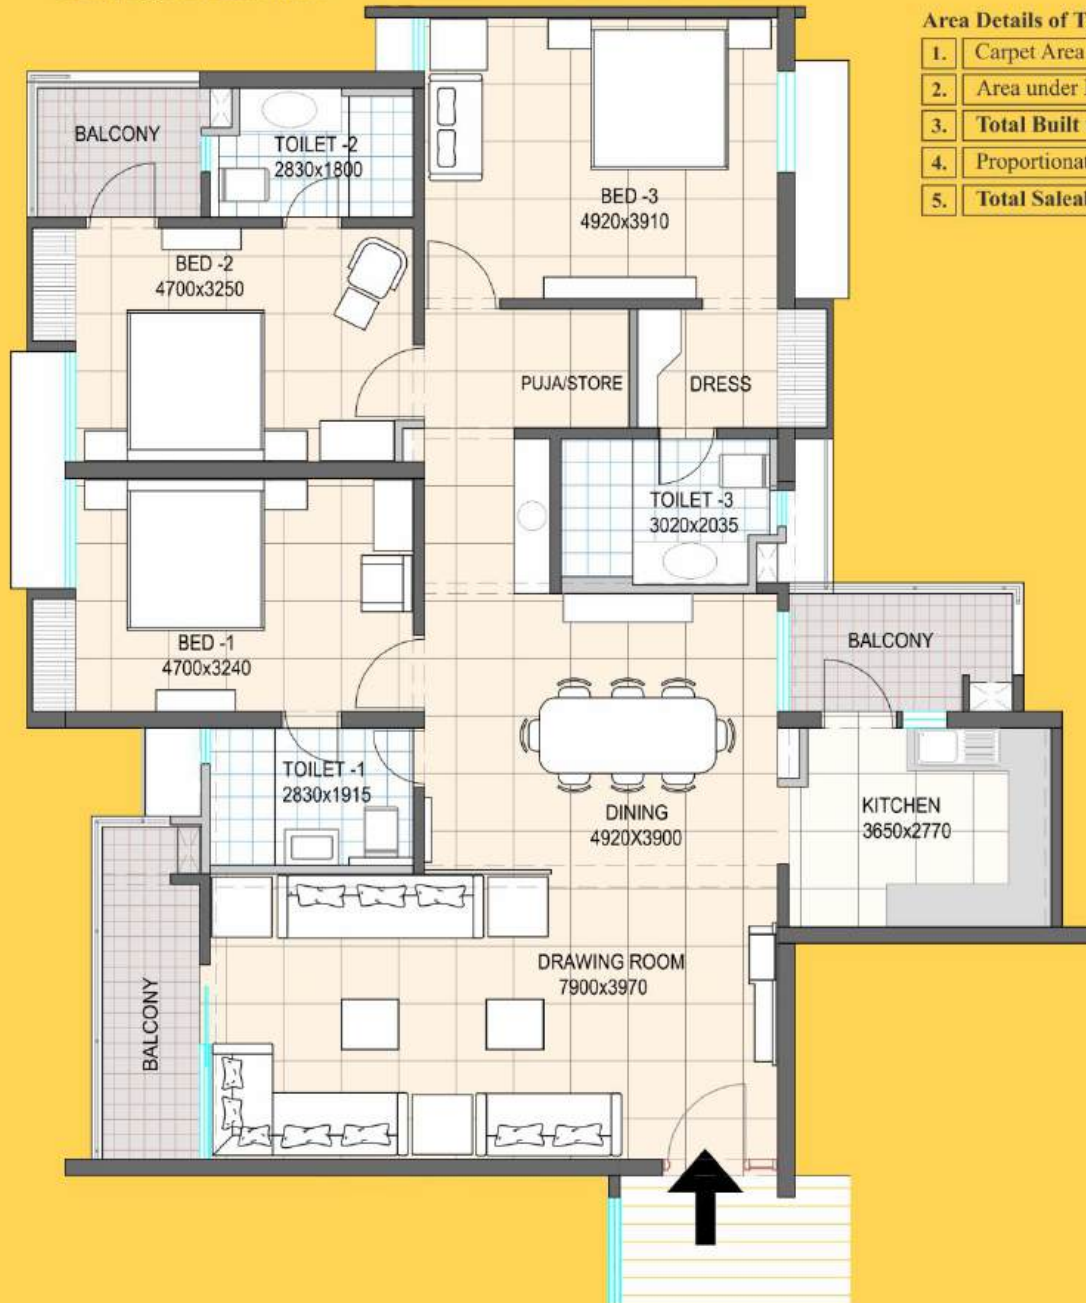 Area Details of
1. Carpet Area
2. Area under
3. Total Built
4.
5. Total
BALCONY
TOILET -2
2830x1800
BED -3
4920x3910
BED -2
4700x3250
PUJA/STORE
DRESS
TOILET -3
3020x2035
BED -1
4700x3240
BALCONY
TOILET -1
2830x1915
DINING
4920X3900
KITCHEN
3650x2770
DRAWING ROOM
7900x3970
BALCONY